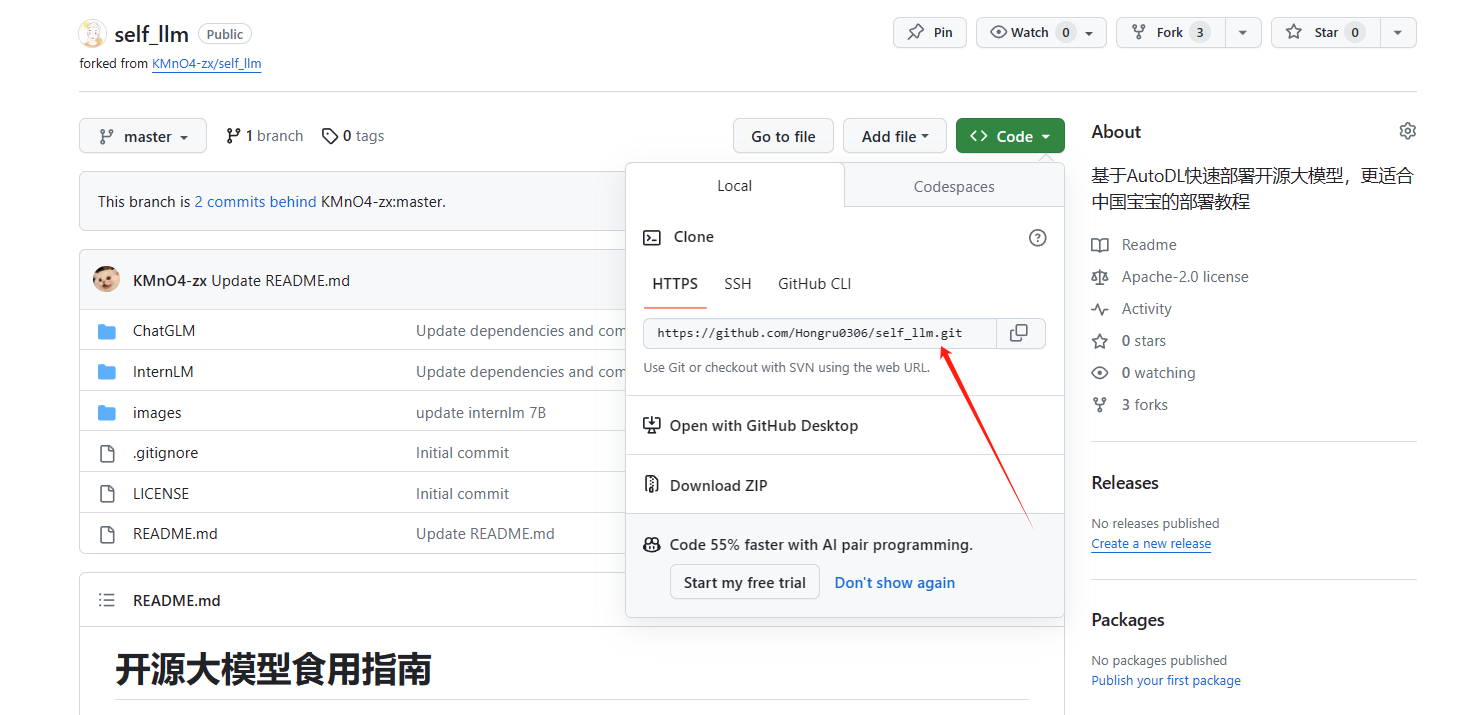 self_llm Public
Pin
Watch 0
Fork 3
Star 0
forked from KMnO4-zx/self_llm
master
1 branch
0 tags
Go to file
Add file
Code
This branch is 2 commits behind KMnO4-zx:master.
KMnO4-zx Update README.md
ChatGLM Update dependencies and com
InternLM Update dependencies and com
images update internlm 7B
.gitignore Initial commit
LICENSE Initial commit
README.md Update README.md
README.md
开源大模型食用指南
Local
Codespaces
Clone
HTTPS SSH GitHub CLI
https://github.com/Hongru0306/self_llm.git
Use Git or checkout with SVN using the web URL.
Open with GitHub Desktop
Download ZIP
Code 55% faster with AI pair programming.
Start my free trial
Don't show again
About
基于AutoDL快速部署开源大模型，更适合
中国宝宝的部署教程
Readme
Apache-2.0 license
Activity
0 stars
0 watching
3 forks
Releases
No releases published
Create a new release
Packages
No packages published
Publish your first package